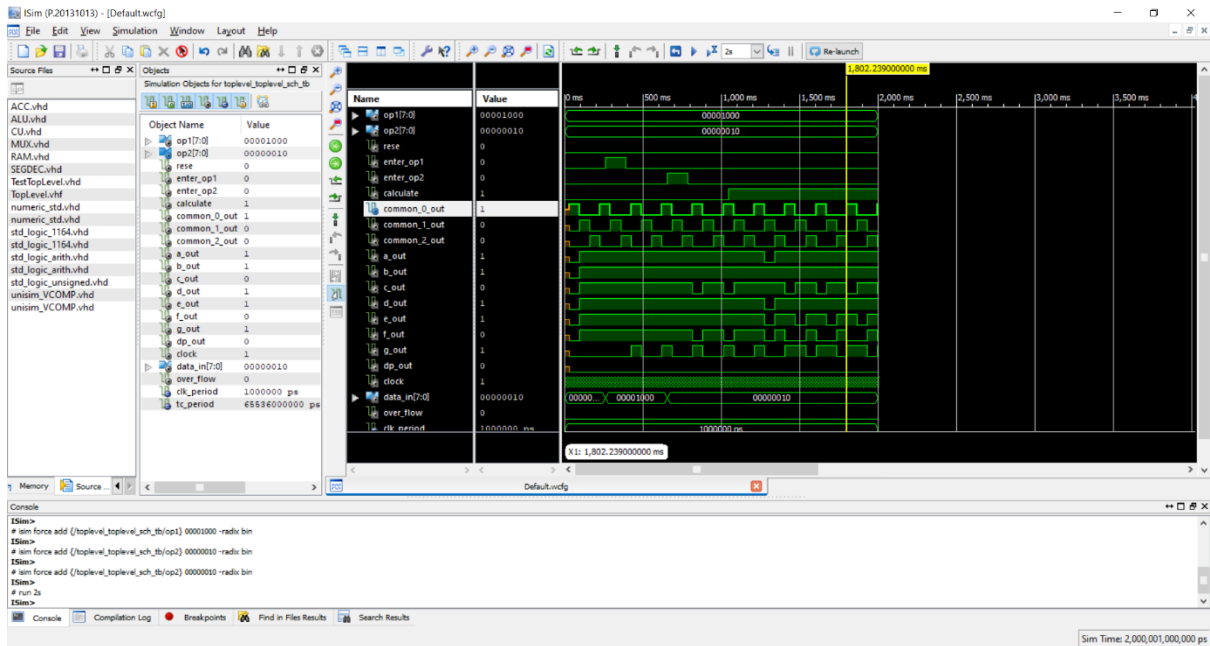 ISim (P.20131013) - [Default.wcfg]
File Edit View Simulation Window Layout Help
2s Re-launch
Source Files
ACC.vhd
ALU.vhd
CU.vhd
MUX.vhd
RAM.vhd
SEGDEC.vhd
TestTopLevel.vhd
TopLevel.vhf
numeric_std.vhd
numeric_std.vhd
std_logic_1164.vhd
std_logic_1164.vhd
std_logic_arith.vhd
std_logic_arith.vhd
std_logic_unsigned.vhd
unisim_VCOMP.vhd
unisim_VCOMP.vhd
Memory Source ...
Objects
Simulation Objects for toplevel_toplevel_sch_tb
Object Name Value
op1[7:0] 00001000
op2[7:0] 00000010
rese 0
enter_op1 0
enter_op2 0
calculate 1
common_0_out 1
common_1_out 0
common_2_out 0
a_out 1
b_out 1
c_out 0
d_out 1
e_out 1
f_out 0
g_out 1
dp_out 0
clock 1
data_in[7:0] 00000010
over_flow 0
clk_period 1000000 ps
tc_period 65536000000 ps
1,802.239000000 ms
Name Value 0 ms 500 ms 1,000 ms 1,500 ms 2,000 ms 2,500 ms 3,000 ms 3,500 ms 4
op1[7:0] 00001000 00001000
op2[7:0] 00000010 00000010
rese 0
enter_op1 0
enter_op2 0
calculate 1
common_0_out 1
common_1_out 0
common_2_out 0
a_out 1
b_out 1
c_out 0
d_out 1
e_out 1
f_out 0
g_out 1
dp_out 0
clock 1
data_in[7:0] 00000010 00000... 00001000 00000010
over_flow 0
clk_period 1000000 ps 1000000 ps
X1: 1,802.239000000 ms
Default.wcfg
Console
ISim>
# isim force add {/toplevel_toplevel_sch_tb/op1} 00001000 -radix bin
ISim>
# isim force add {/toplevel_toplevel_sch_tb/op2} 00000010 -radix bin
ISim>
# isim force add {/toplevel_toplevel_sch_tb/op2} 00000010 -radix bin
ISim>
# run 2s
ISim>
Console Compilation Log Breakpoints Find in Files Results Search Results
Sim Time: 2,000,001,000,000 ps